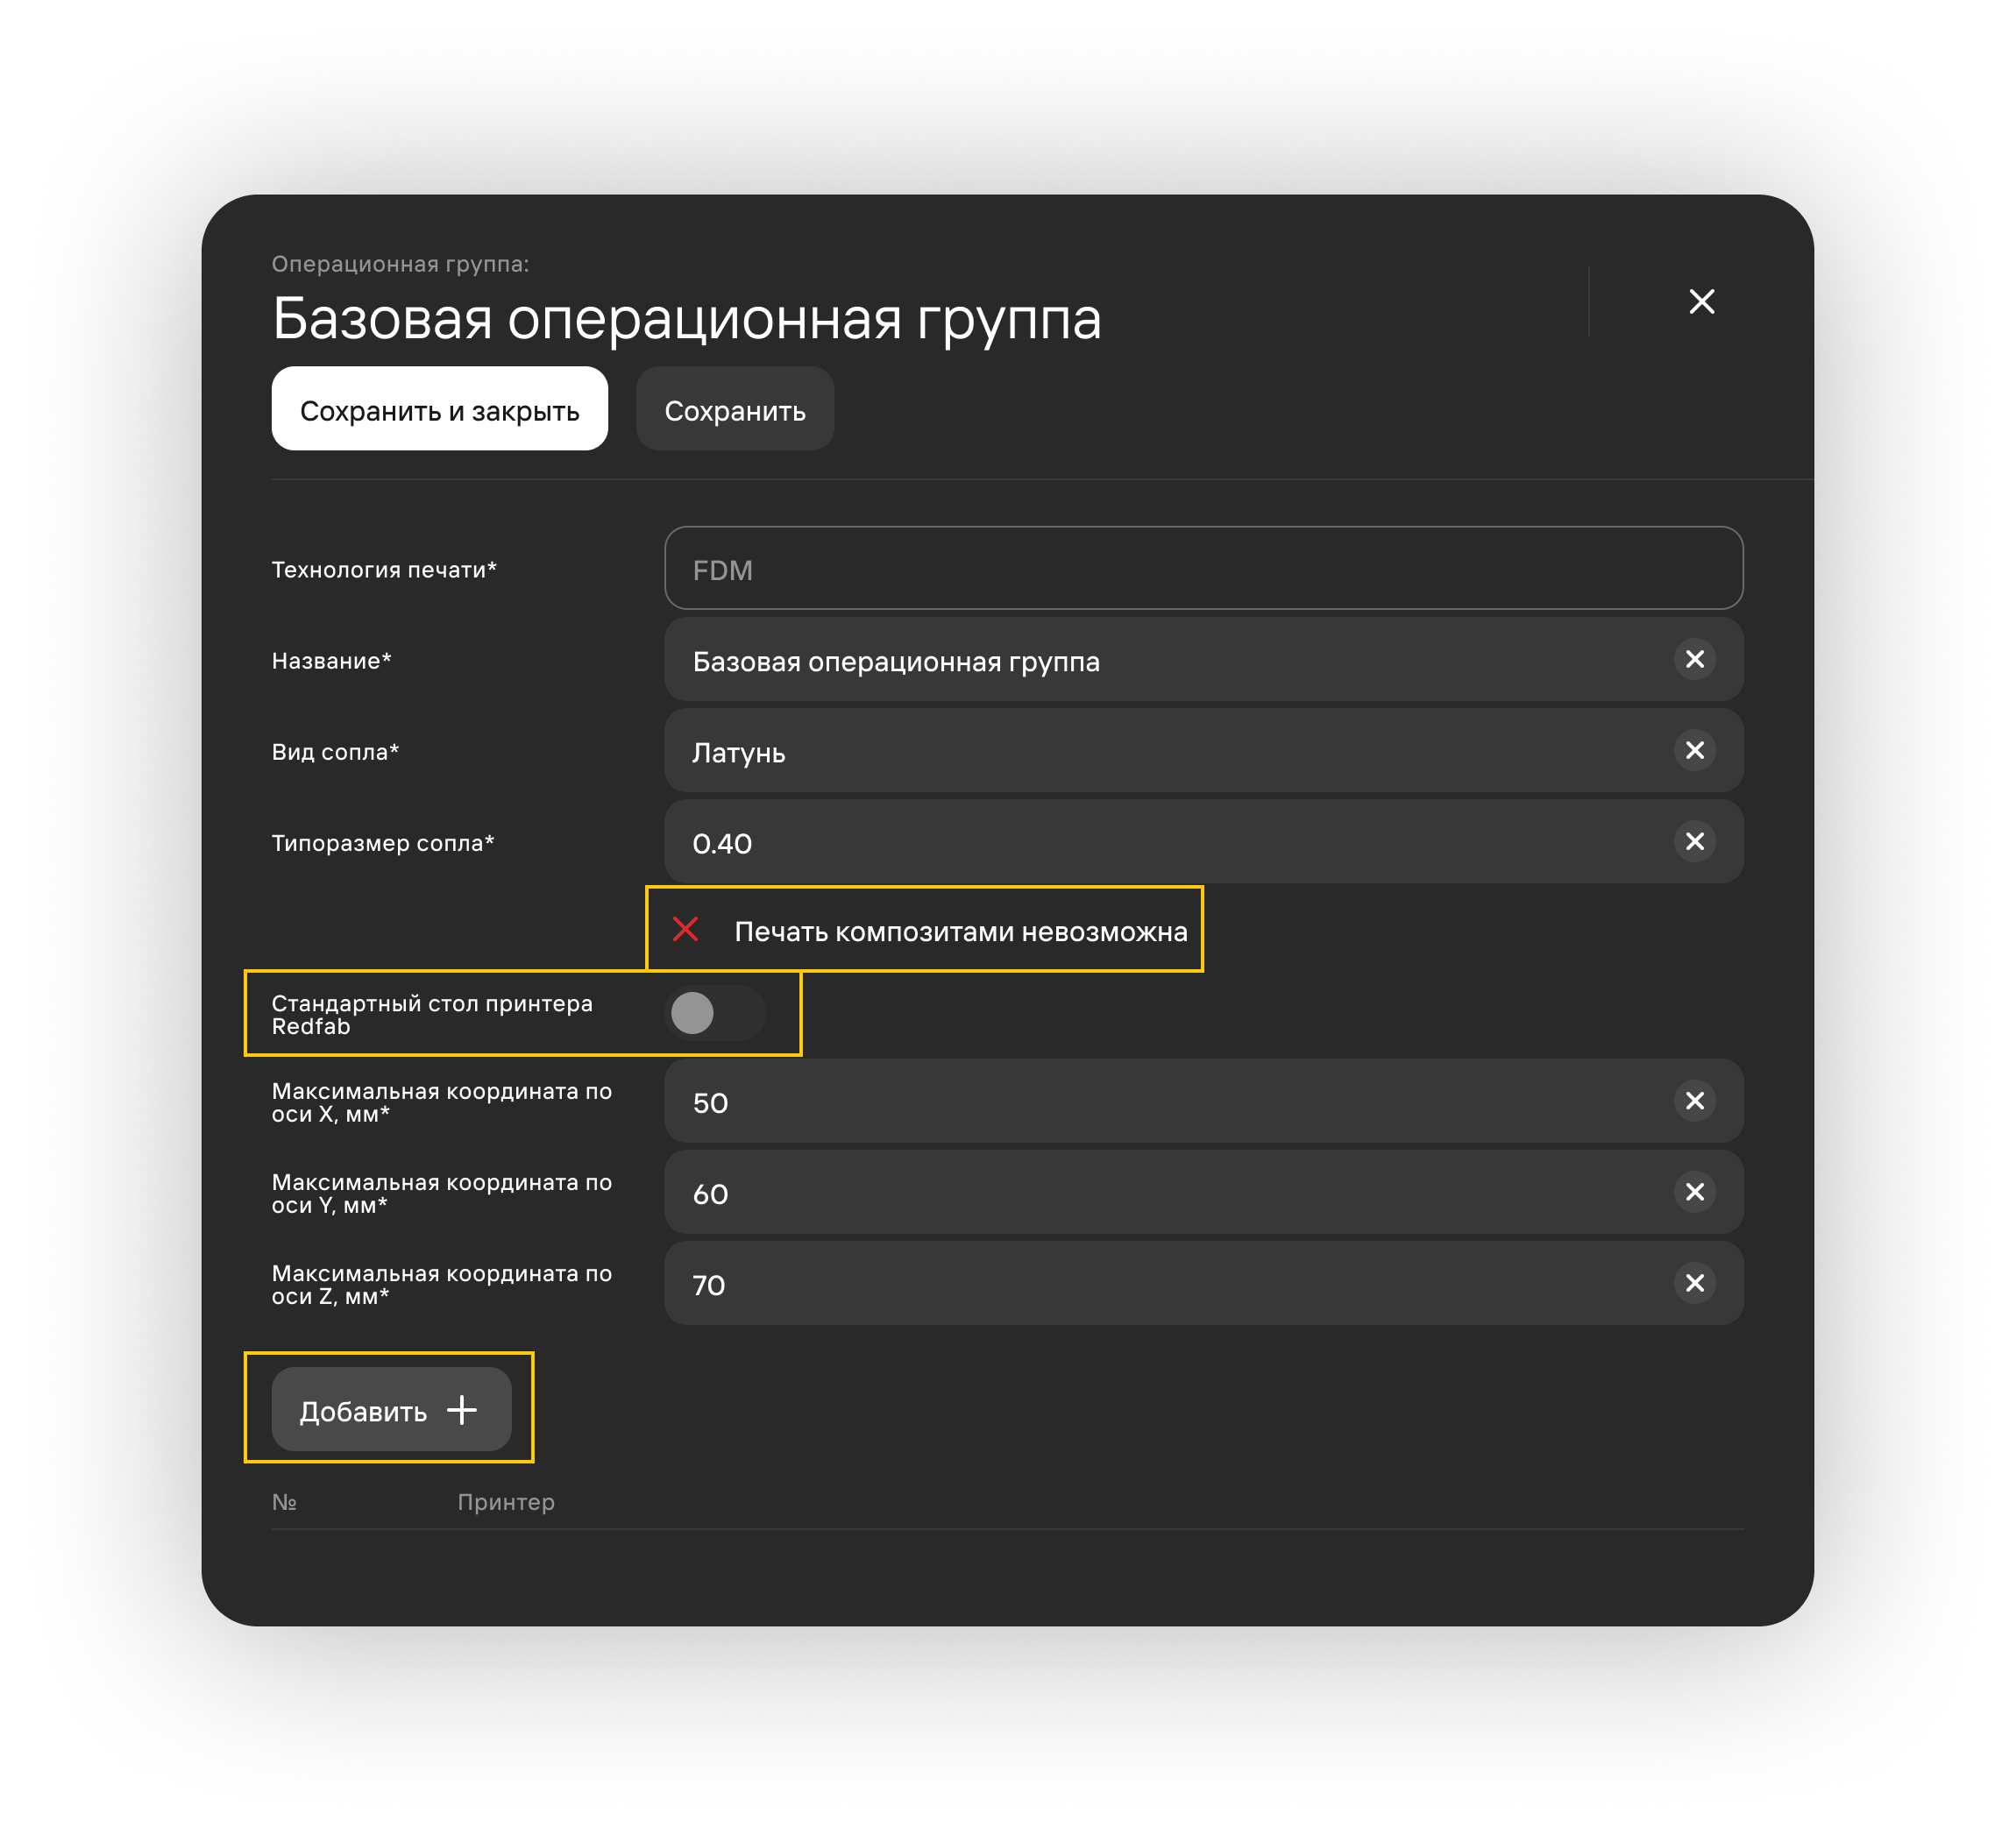 Операционная группа:
Базовая операционная группа
Сохранить и закрыть
Сохранить
Технология печати*
FDM
Название*
Базовая операционная группа
Вид сопла*
Латунь
Типоразмер сопла*
0.40
Печать композитами невозможна
Стандартный стол принтера
Redfab
Максимальная координата по
оси X, мм*
50
Максимальная координата по
оси Y, мм*
60
Максимальная координата по
оси Z, мм*
70
Добавить
№
Принтер